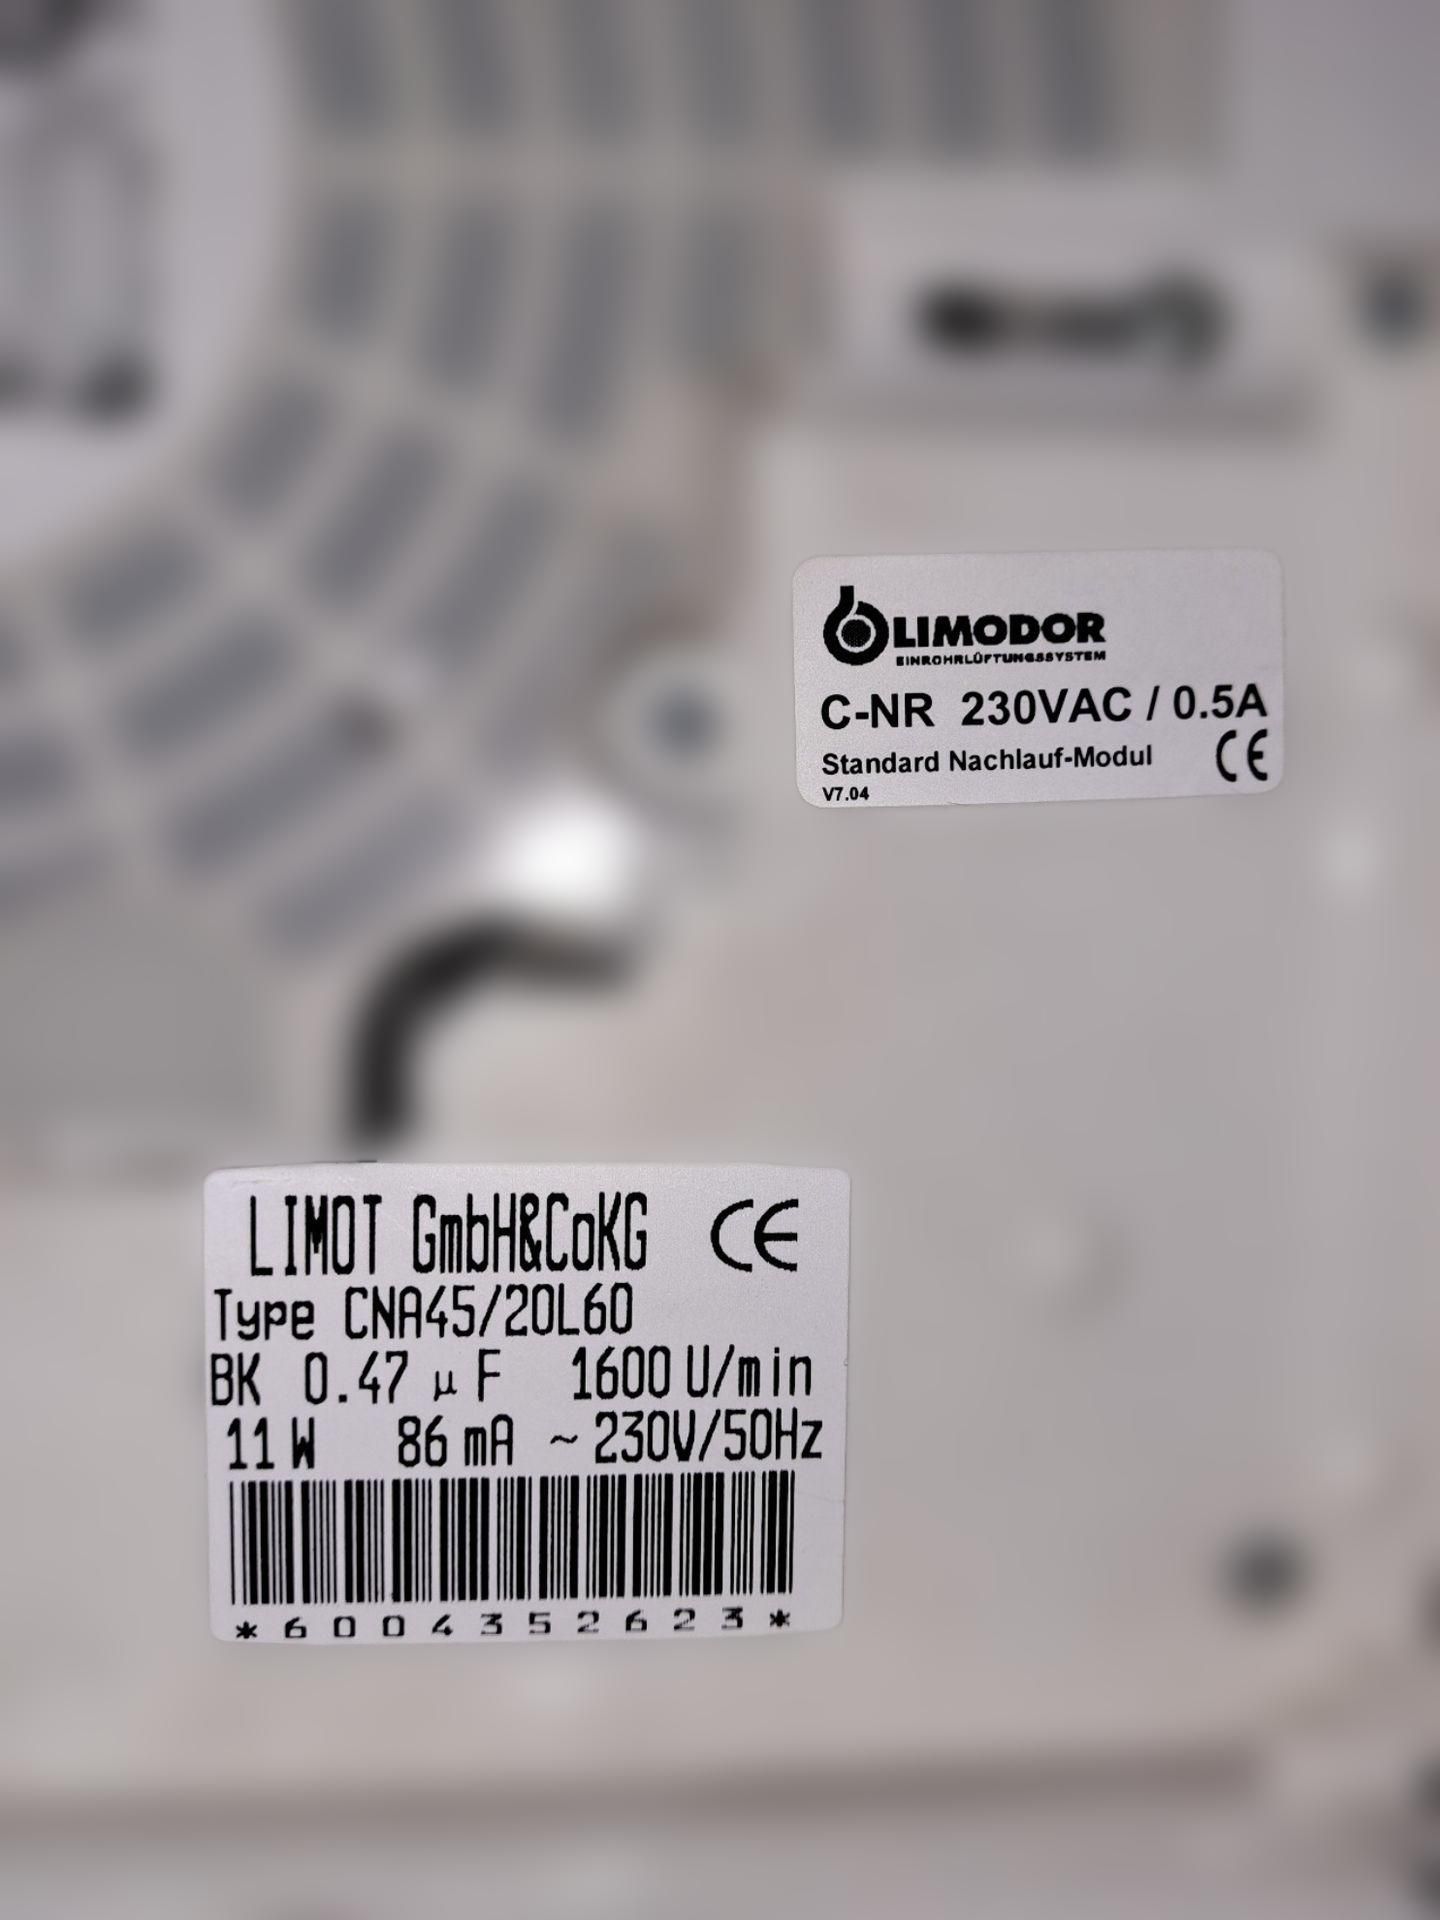 LIMODOR
EINROHRLÜFTUNGSSYSTEM
C-NR 230VAC / 0.5A
Standard Nachlauf-Modul CE
V7.04
LIMOT GmbH&CoKG CE
Type CNA45/20L60
BK 0.47 µF 1600 U/min
11 W 86 mA ~ 230V/50Hz
*6004352623*